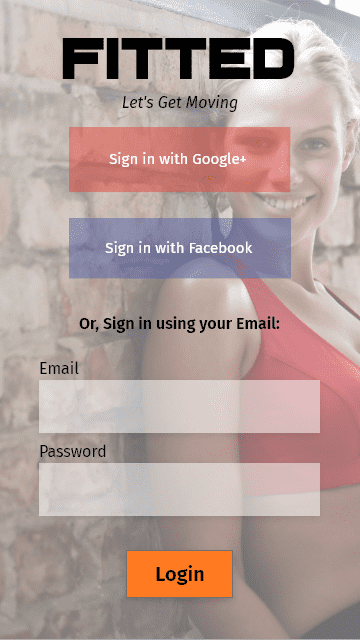 FITTED
Let's Get Moving
Sign in with Google+
Sign in with Facebook
Or, Sign in using your Email:
Email
Password
Login